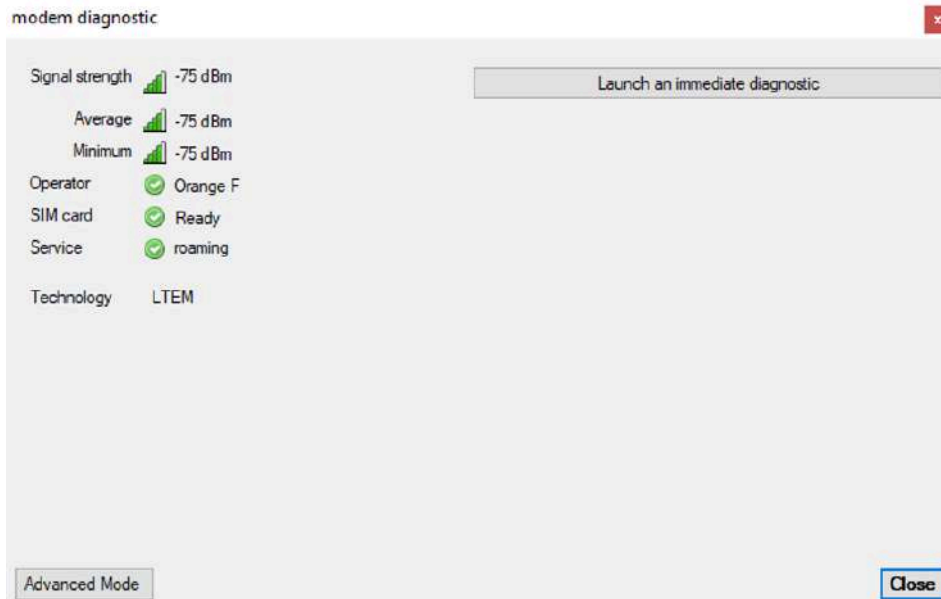 modem diagnostic
x
Signal strength -75 dBm
Launch an immediate diagnostic
Average -75 dBm
Minimum -75 dBm
Operator Orange F
SIM card Ready
Service roaming
Technology LTEM
Advanced Mode
Close